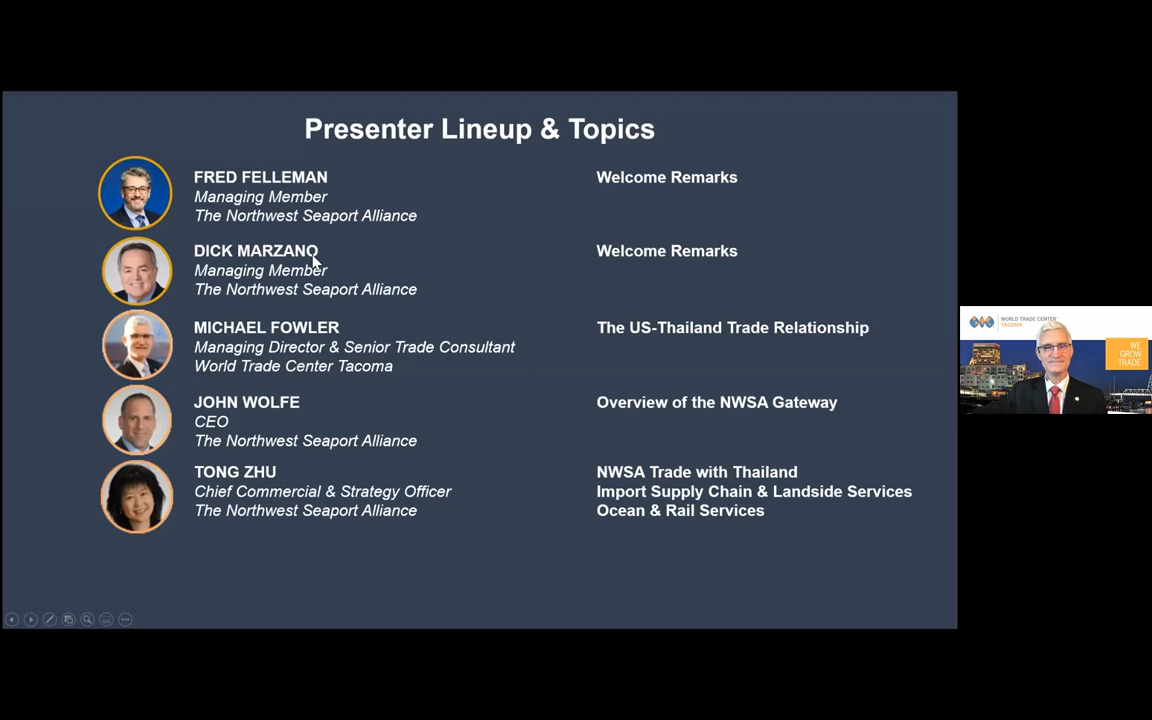 Presenter Lineup & Topics
FRED FELLEMAN
Managing Member
The Northwest Seaport Alliance
Welcome Remarks
DICK MARZANO
Managing Member
The Northwest Seaport Alliance
Welcome Remarks
MICHAEL FOWLER
Managing Director & Senior Trade Consultant
World Trade Center Tacoma
The US-Thailand Trade Relationship
JOHN WOLFE
CEO
The Northwest Seaport Alliance
Overview of the NWSA Gateway
TONG ZHU
Chief Commercial & Strategy Officer
The Northwest Seaport Alliance
NWSA Trade with Thailand
Import Supply Chain & Landside Services
Ocean & Rail Services
WORLD TRADE CENTER
TACOMA
WE
GROW
TRADE